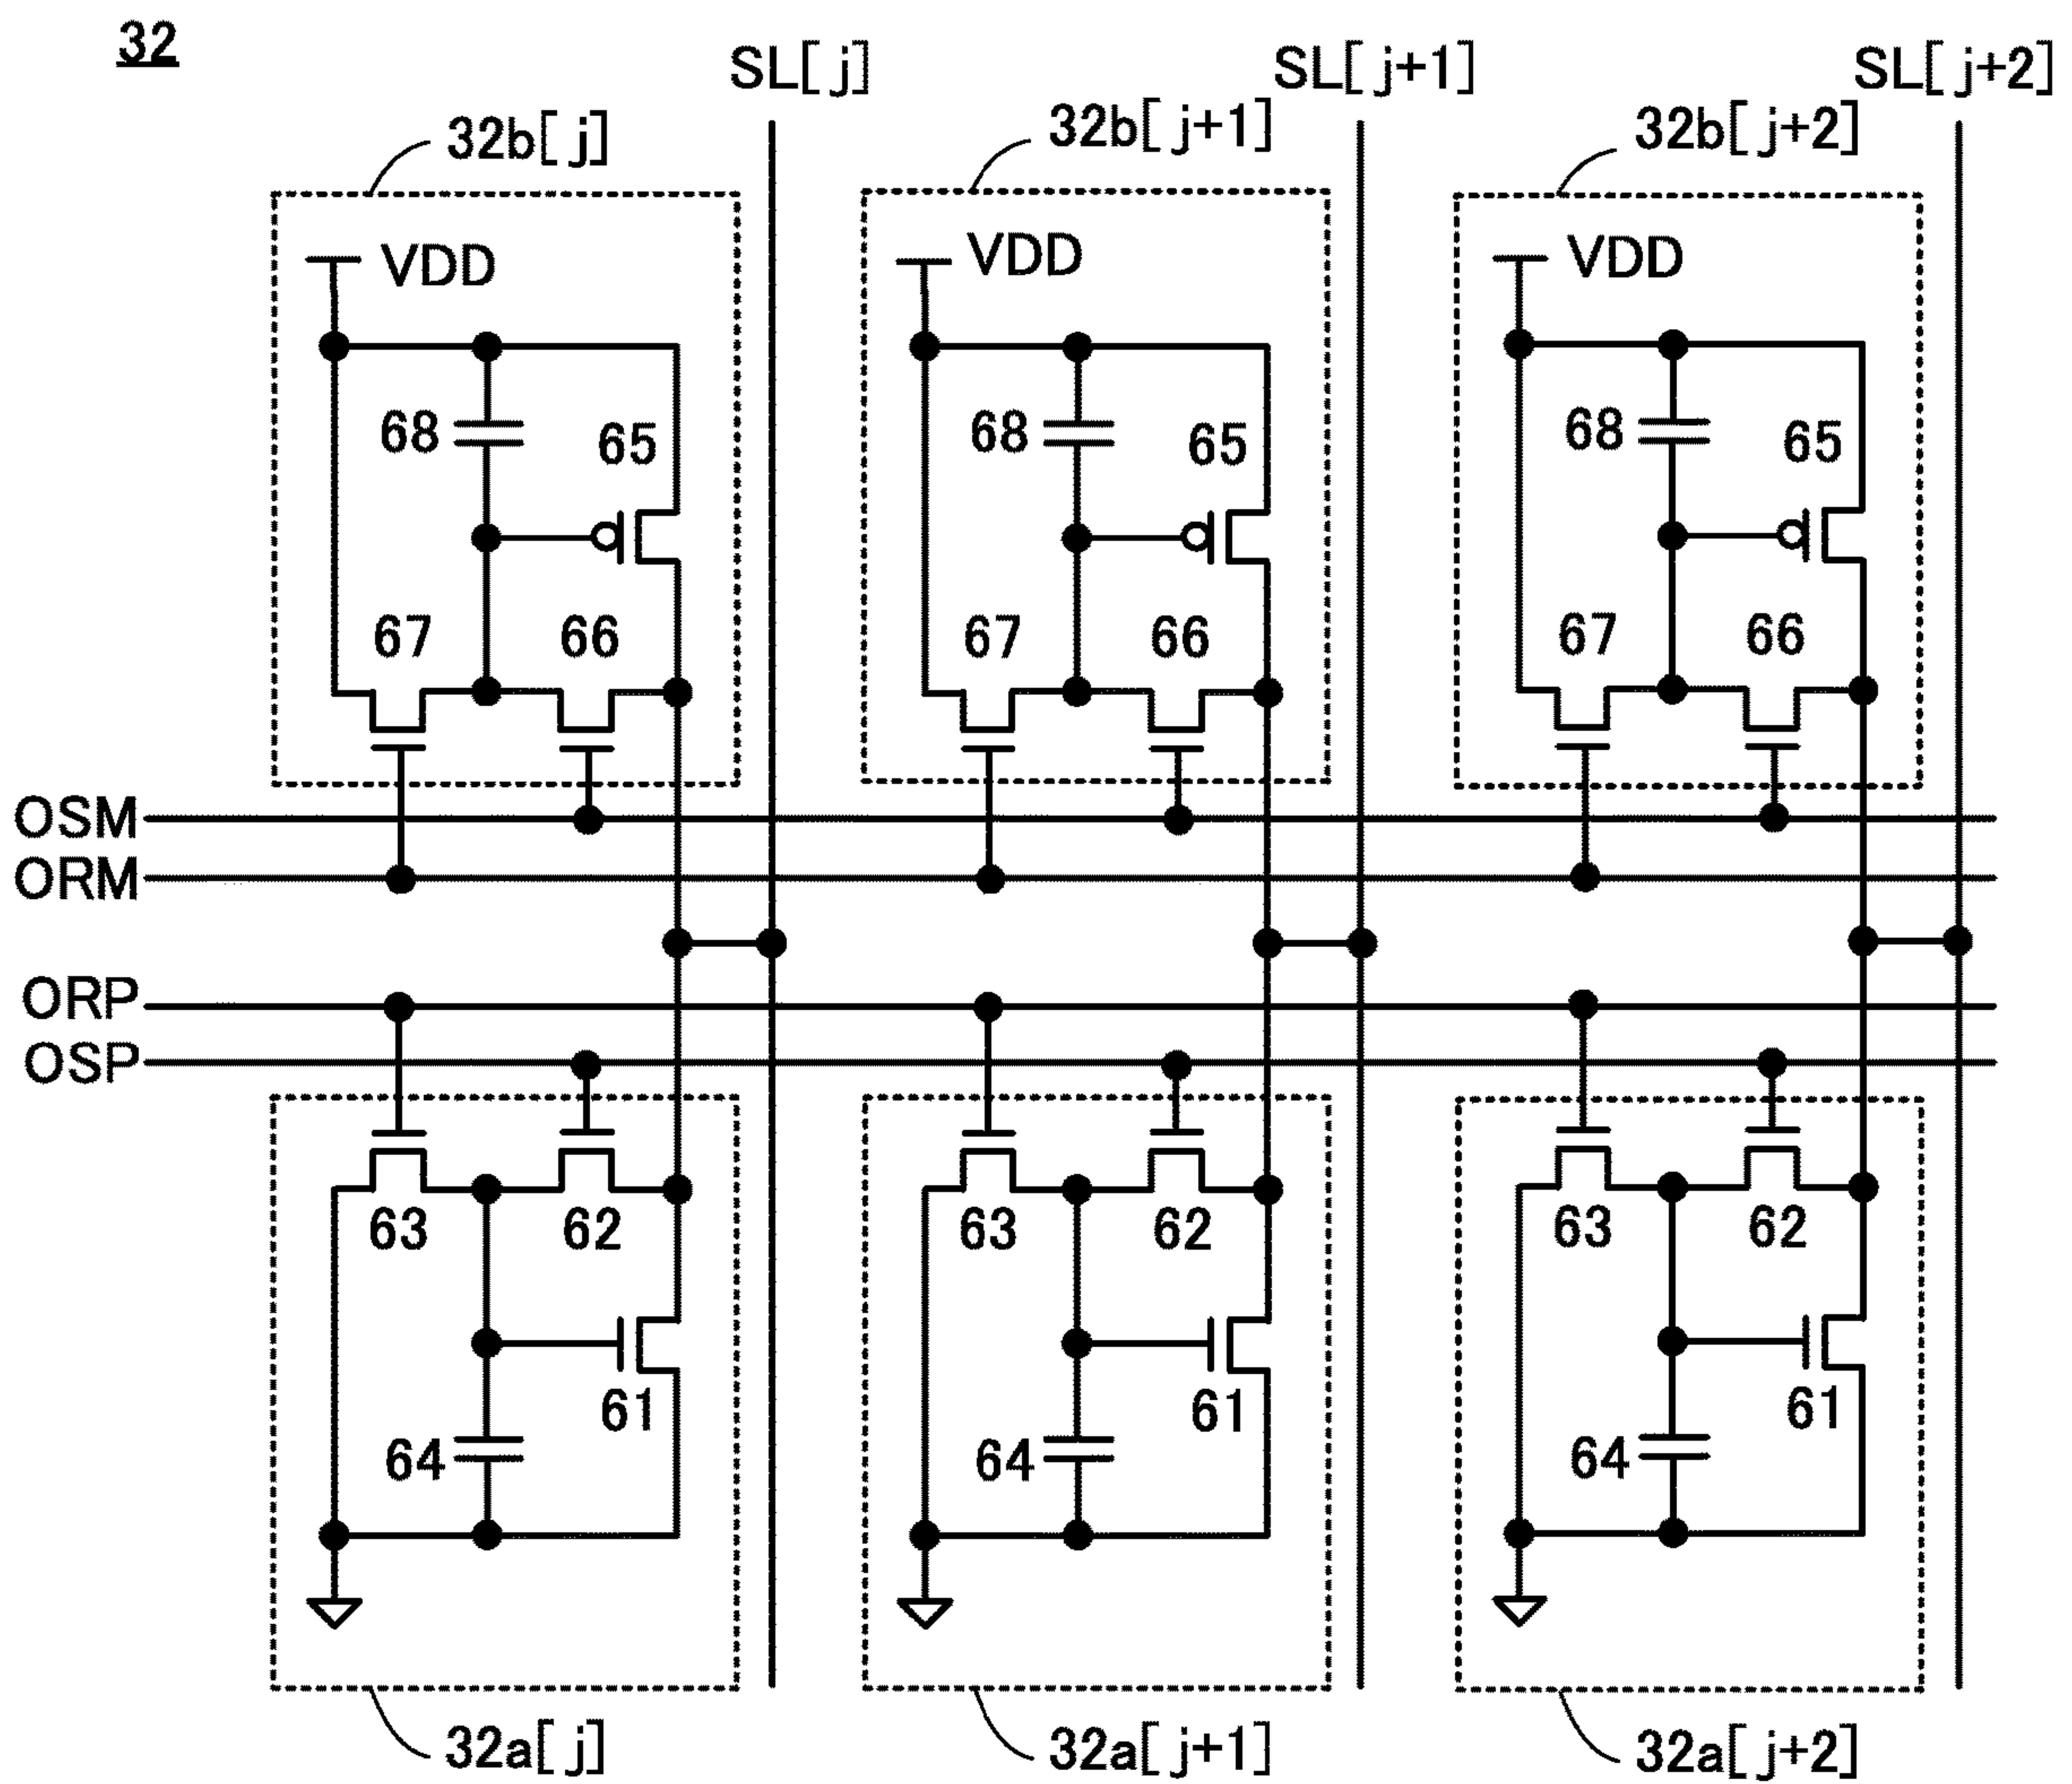 32
SL[j] SL[j+1] SL[j+2]
32b[j] 32b[j+1] 32b[j+2]
VDD VDD VDD
68 65 68 65 68 65
67 66 67 66 67 66
OSM
ORM
ORP
OSP
63 62 63 62 63 62
61 61 61
64 64 64
32a[j] 32a[j+1] 32a[j+2]